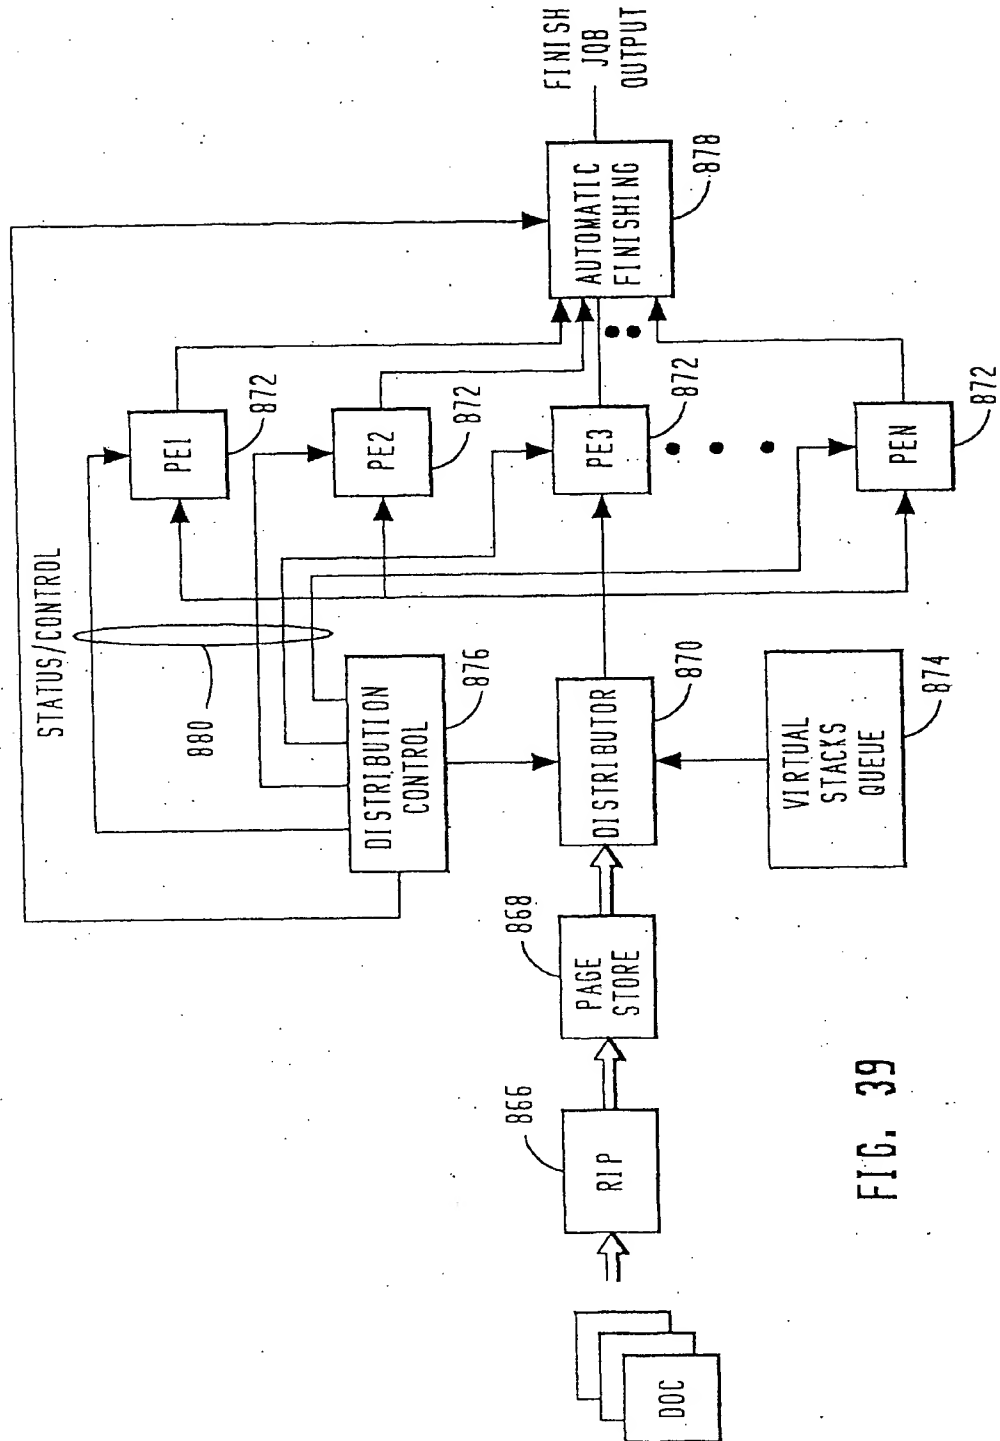 STATUS/CONTROL
880
DISTRIBUTION
CONTROL
876
PE1
872
PE2
872
PE3
872
PEN
872
AUTOMATIC
FINISHING
878
FINISH
JQB
OUTPUT
DOC
RIP
866
PAGE
STORE
868
DISTRIBUTOR
870
VIRTUAL
STACKS
QUEUE
874
FIG. 39